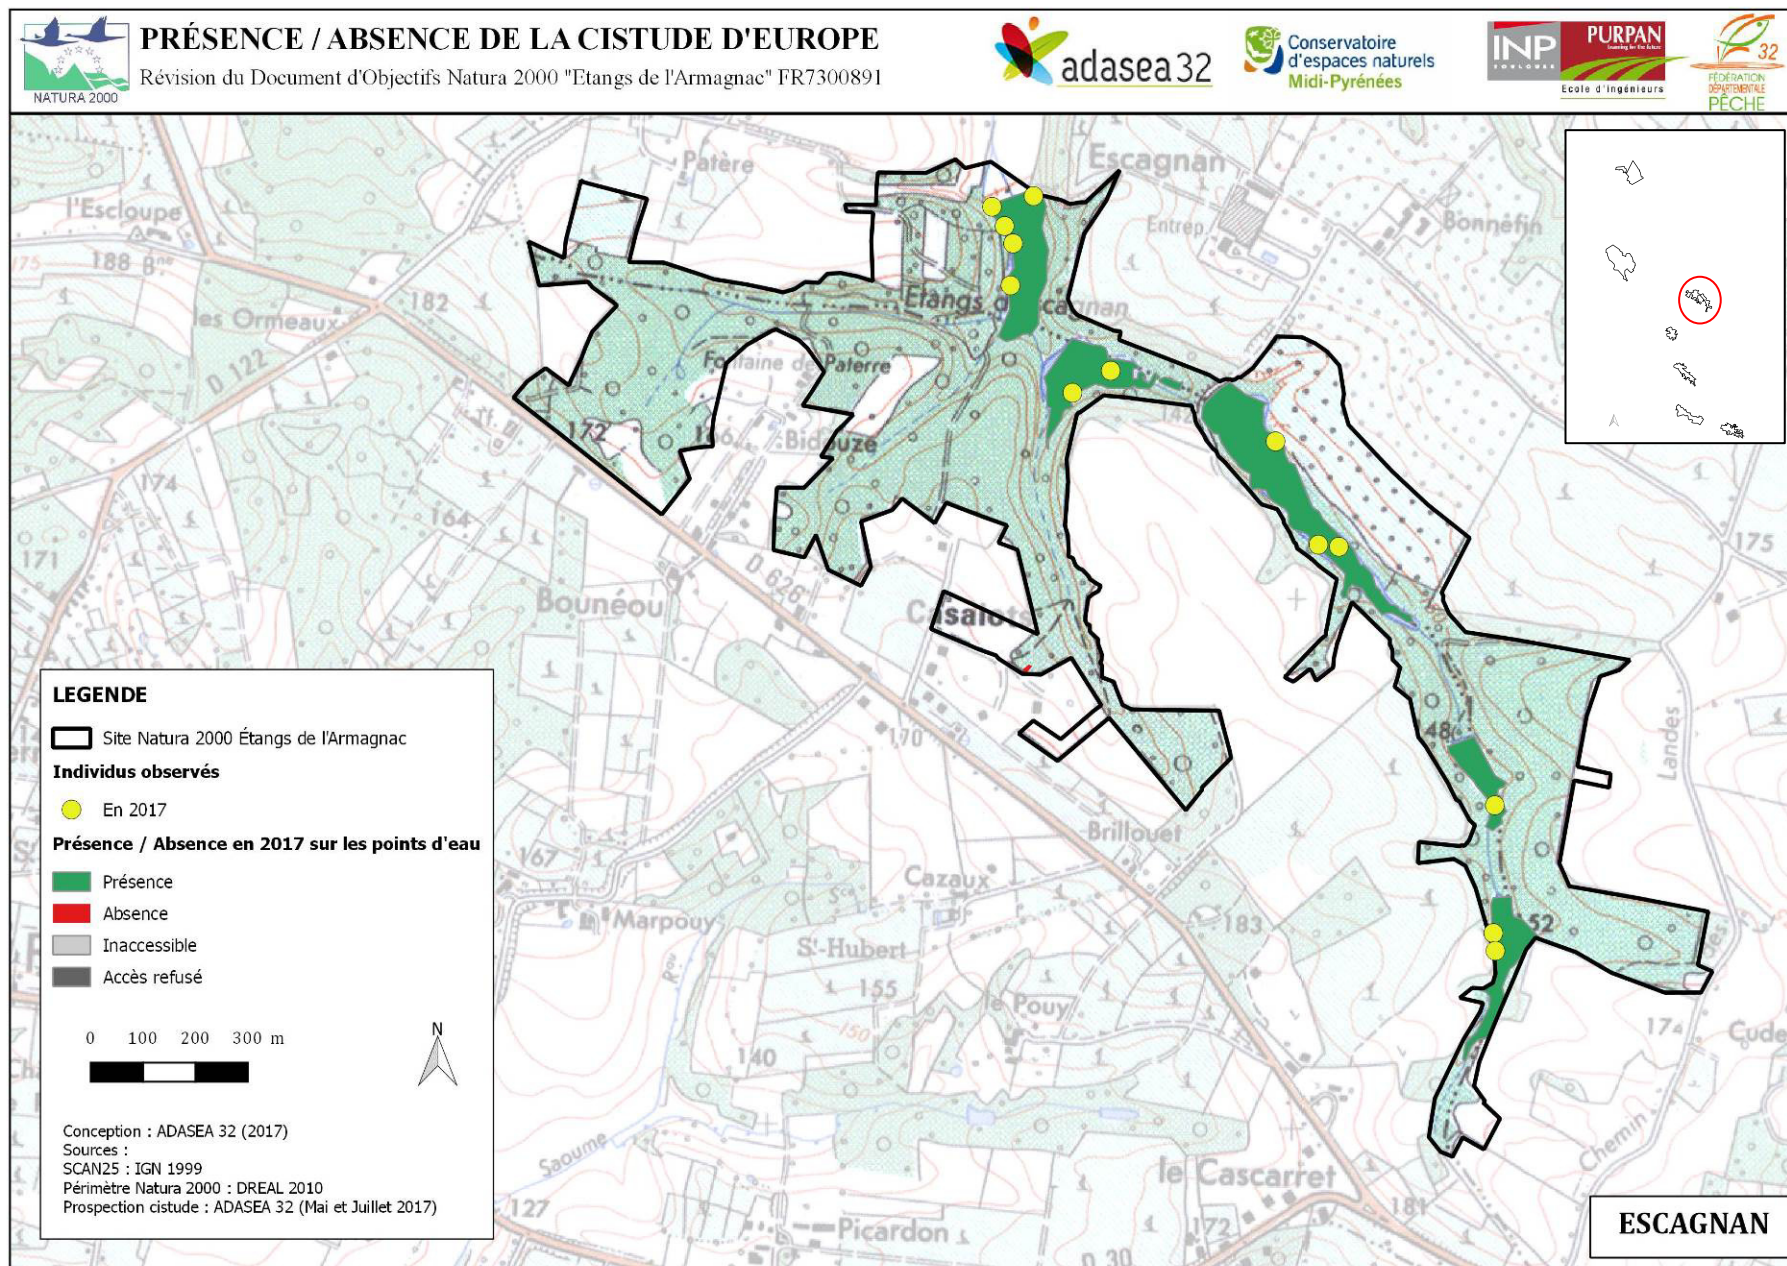 PRÉSENCE / ABSENCE DE LA CISTUDE D'EUROPE
Révision du Document d'Objectifs Natura 2000 "Etangs de l'Armagnac" FR7300891
NATURA 2000
adasea32
Conservatoire
d'espaces naturels
Midi-Pyrénées
INP
TOULOUSE
PURPAN
Ecole d'ingénieurs
32
FÉDÉRATION
DÉPARTEMENTALE
PÊCHE
Patère
Escagnan
l'Escloupe
Entrep.
Bonnefin
175
188 Bne
182
les Ormeaux
D 122
Fontaine de Paterre
142
172
Bidouze
174
164
171
175
D 626
Bounéou
170
148
Landes
Brillouet
167
Cazaux
Marpouy
St-Hubert
183
152
155
le Pouy
150
174
140
Saoume
Chemin
le Cascarret
181
127
Picardon
172
D 30
LEGENDE
Site Natura 2000 Étangs de l'Armagnac
Individus observés
En 2017
Présence / Absence en 2017 sur les points d'eau
Présence
Absence
Inaccessible
Accès refusé
0 100 200 300 m
N
Conception : ADASEA 32 (2017)
Sources :
SCAN25 : IGN 1999
Périmètre Natura 2000 : DREAL 2010
Prospection cistude : ADASEA 32 (Mai et Juillet 2017)
ESCAGNAN